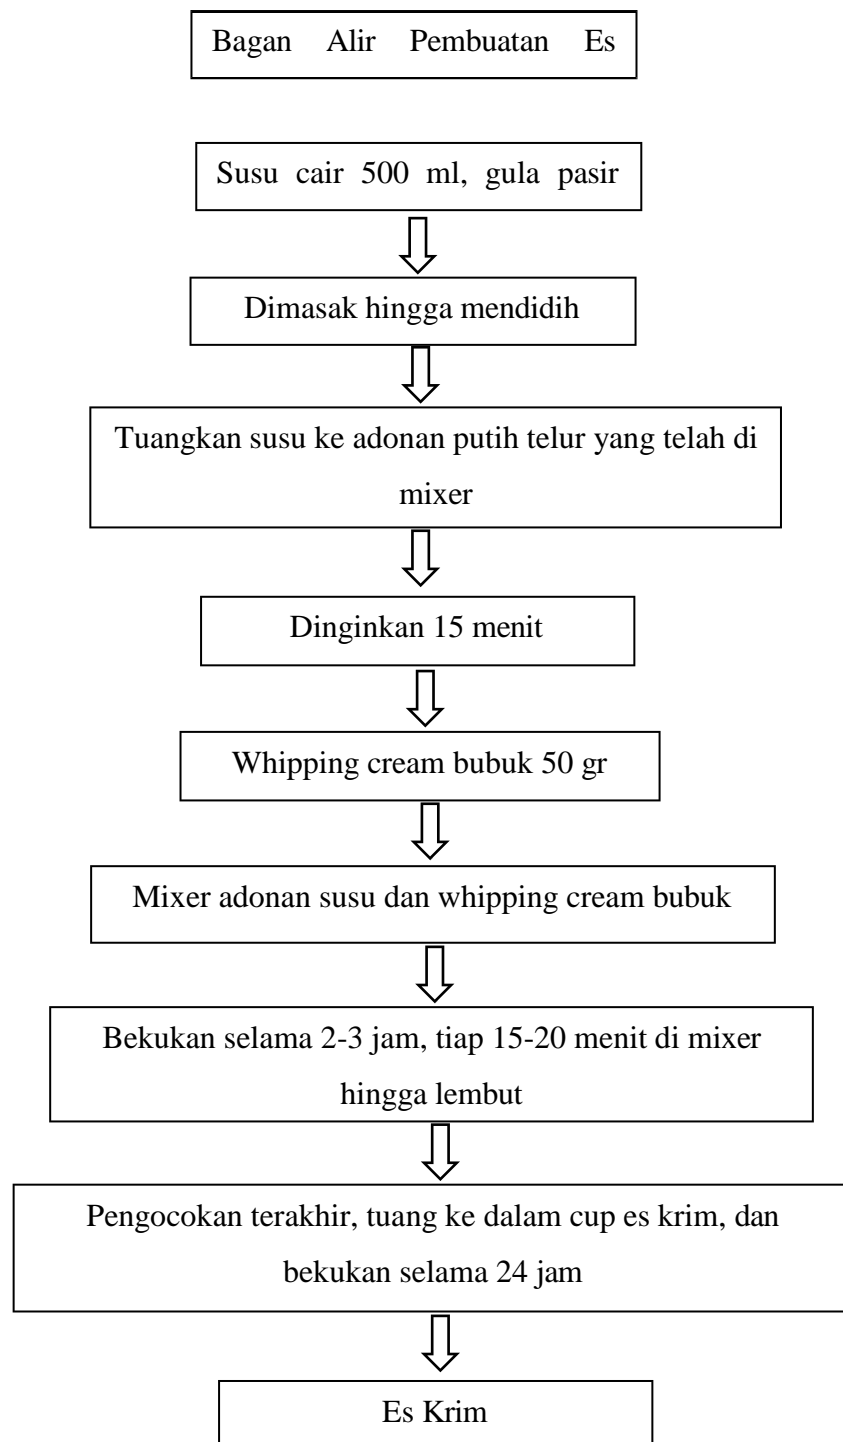 Bagan Alir Pembuatan Es
Susu cair 500 ml, gula pasir
Dimasak hingga mendidih
Tuangkan susu ke adonan putih telur yang telah di
mixer
Dinginkan 15 menit
Whipping cream bubuk 50 gr
Mixer adonan susu dan whipping cream bubuk
Bekukan selama 2-3 jam, tiap 15-20 menit di mixer
hingga lembut
Pengocokan terakhir, tuang ke dalam cup es krim, dan
bekukan selama 24 jam
Es Krim